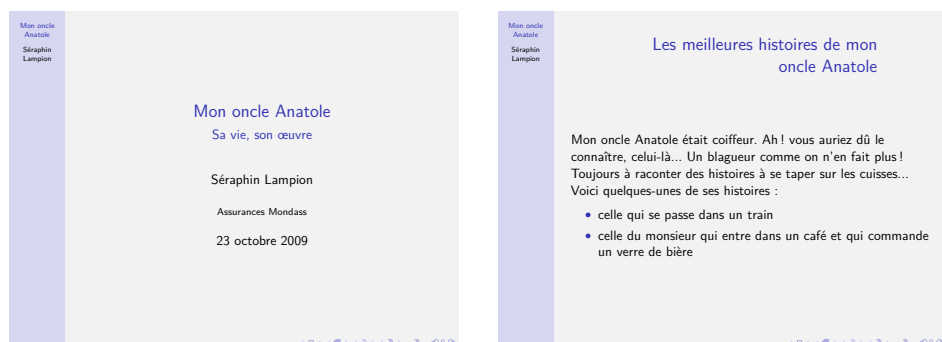 Mon oncle
Anatole
Séraphin
Lampion
Mon oncle Anatole
Sa vie, son œuvre
Séraphin Lampion
Assurances Mondass
23 octobre 2009
Mon oncle
Anatole
Séraphin
Lampion
Les meilleures histoires de mon
oncle Anatole
Mon oncle Anatole était coiffeur. Ah ! vous auriez dû le
connaître, celui-là... Un blagueur comme on n'en fait plus !
Toujours à raconter des histoires à se taper sur les cuisses...
Voici quelques-unes de ses histoires :
• celle qui se passe dans un train
• celle du monsieur qui entre dans un café et qui commande
un verre de bière